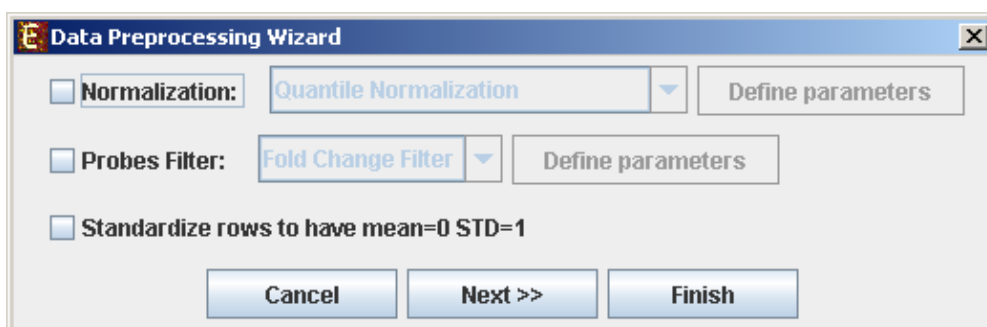 E Data Preprocessing Wizard
Normalization: Quantile Normalization Define parameters
Probes Filter: Fold Change Filter Define parameters
Standardize rows to have mean=0 STD=1
Cancel Next >> Finish